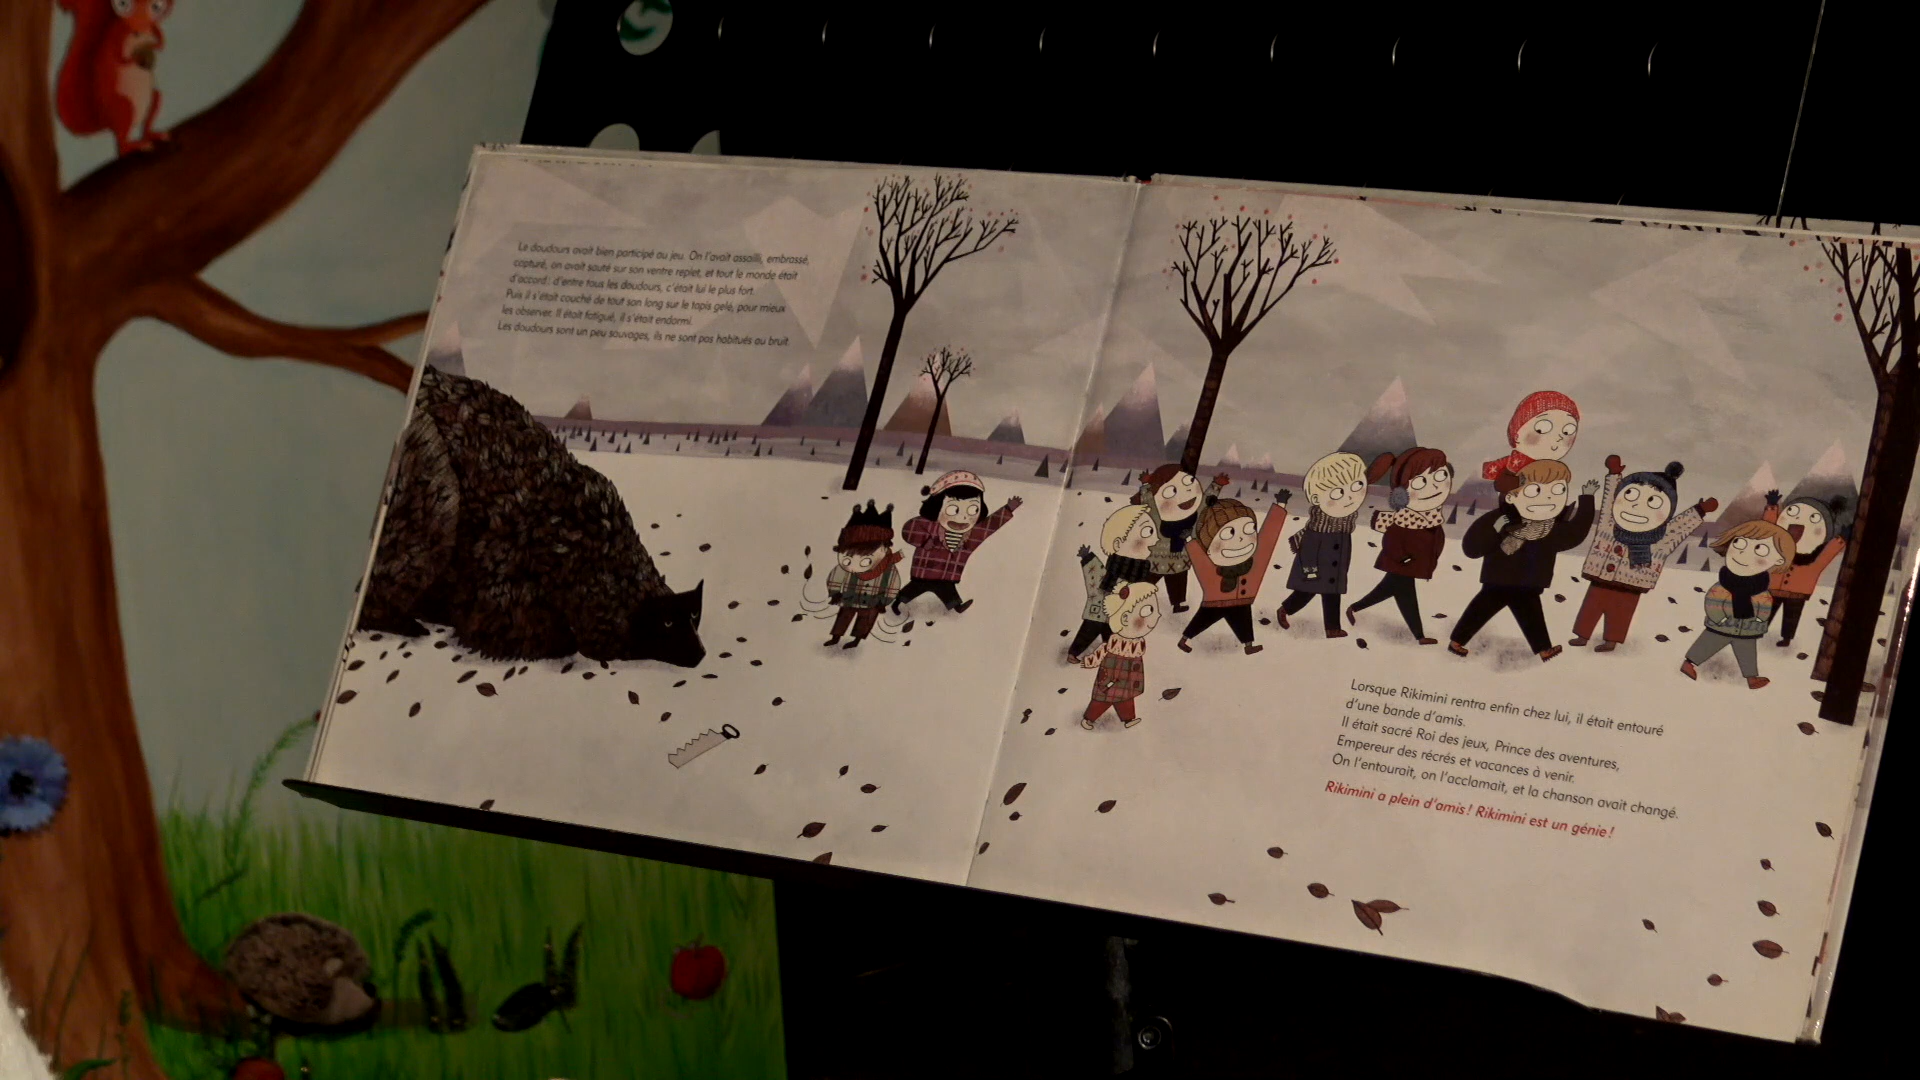 Le doudours avait bien participé au jeu. On l'avait assailli, embrassé,
capturé, on avait sauté sur son ventre replet, et tout le monde était
d'accord : d'entre tous les doudours, c'était lui le plus fort.
Puis il s'était couché de tout son long sur le tapis gelé, pour mieux
les observer. Il était fatigué, il s'était endormi.
Les doudours sont un peu sauvages, ils ne sont pas habitués au bruit.
Lorsque Rikimini rentra enfin chez lui, il était entouré
d'une bande d'amis.
Il était sacré Roi des jeux, Prince des aventures,
Empereur des récrés et vacances à venir.
On l'entourait, on l'acclamait, et la chanson avait changé.
Rikimini a plein d'amis ! Rikimini est un génie !